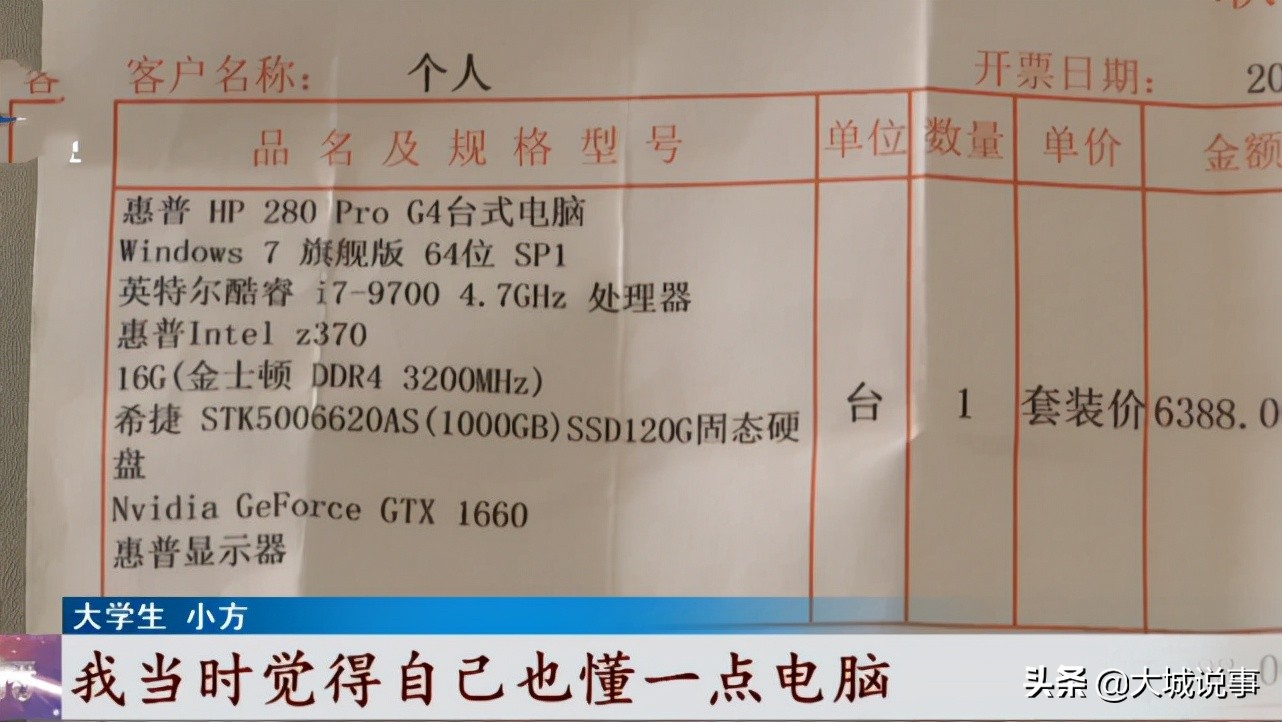 客户名称: 个人 开票日期: 20
客
品名及规格型号 单位 数量 单价 金额
惠普 HP 280 Pro G4台式电脑
Windows 7 旗舰版 64位 SP1
英特尔酷睿 i7-9700 4.7GHz 处理器
惠普Intel z370
16G(金士顿 DDR4 3200MHz)
希捷 STK5006620AS(1000GB)SSD120G固态硬
盘
台 1 套装价 6388.0
Nvidia GeForce GTX 1660
惠普显示器
大学生 小方
我当时觉得自己也懂一点电脑
头条 @大城说事